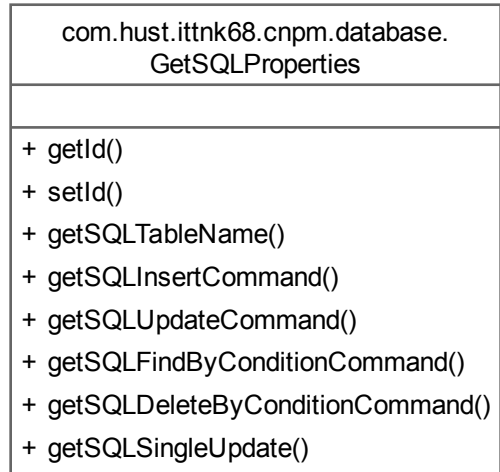 com.hust.ittnk68.cnpm.database.
GetSQLProperties
+ getId()
+ setId()
+ getSQLTableName()
+ getSQLInsertCommand()
+ getSQLUpdateCommand()
+ getSQLFindByConditionCommand()
+ getSQLDeleteByConditionCommand()
+ getSQLSingleUpdate()